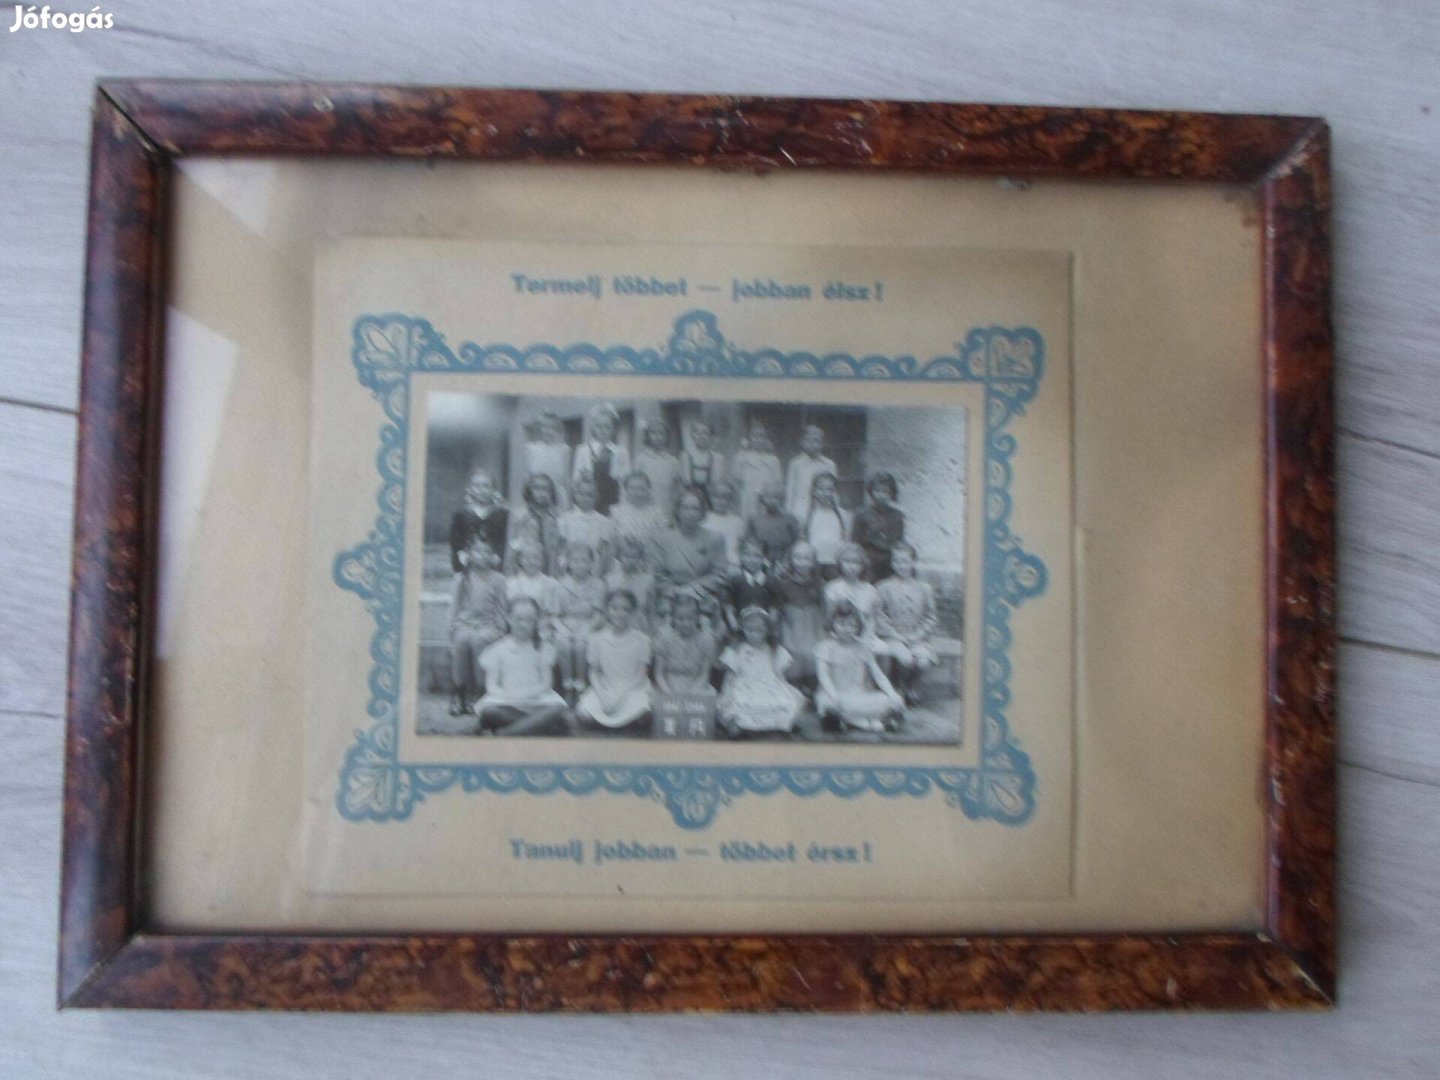 Jófogás
Termelj többet — jobban élsz!
Tanulj jobban — többet érsz!